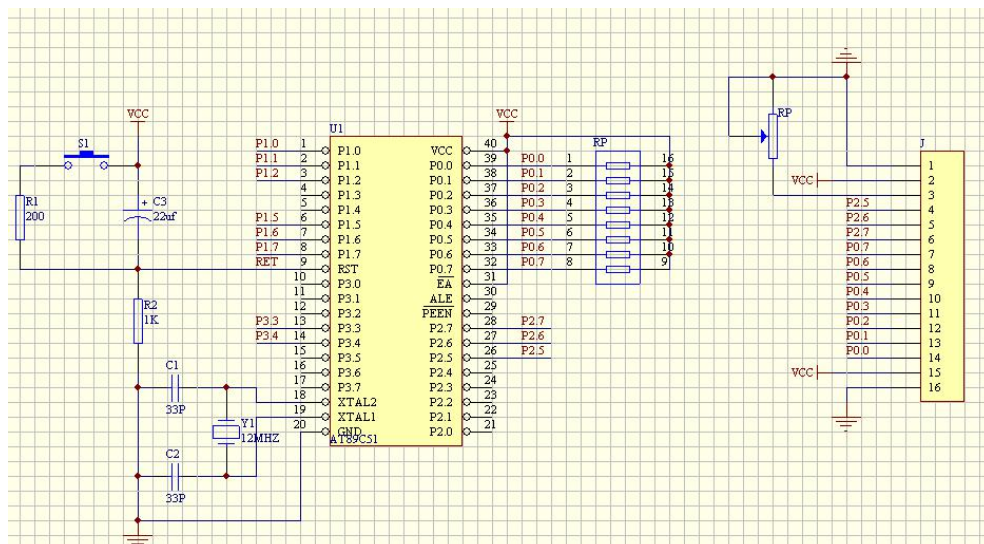 VCC
S1
R1
200
C3
22uf
R2
1K
C1
33P
Y1
12MHZ
C2
33P
P1.0 1
P1.1 2
P1.2 3
4
5
P1.5 6
P1.6 7
P1.7 8
RET 9
10
11
12
P3.3 13
P3.4 14
15
16
17
18
19
20
U1
P1.0
P1.1
P1.2
P1.3
P1.4
P1.5
P1.6
P1.7
RST
P3.0
P3.1
P3.2
P3.3
P3.4
P3.5
P3.6
P3.7
XTAL2
XTAL1
GND
AT89C51
VCC
P0.0
P0.1
P0.2
P0.3
P0.4
P0.5
P0.6
P0.7
EA
ALE
PEEN
P2.7
P2.6
P2.5
P2.4
P2.3
P2.2
P2.1
P2.0
VCC
40
39 P0.0 1
38 P0.1 2
37 P0.2 3
36 P0.3 4
35 P0.4 5
34 P0.5 6
33 P0.6 7
32 P0.7 8
31
30
29
28 P2.7
27 P2.6
26 P2.5
25
24
23
22
21
RP
16
15
14
13
12
11
10
9
RP
VCC
P2.5
P2.6
P2.7
P0.7
P0.6
P0.5
P0.4
P0.3
P0.2
P0.1
P0.0
VCC
J
1
2
3
4
5
6
7
8
9
10
11
12
13
14
15
16